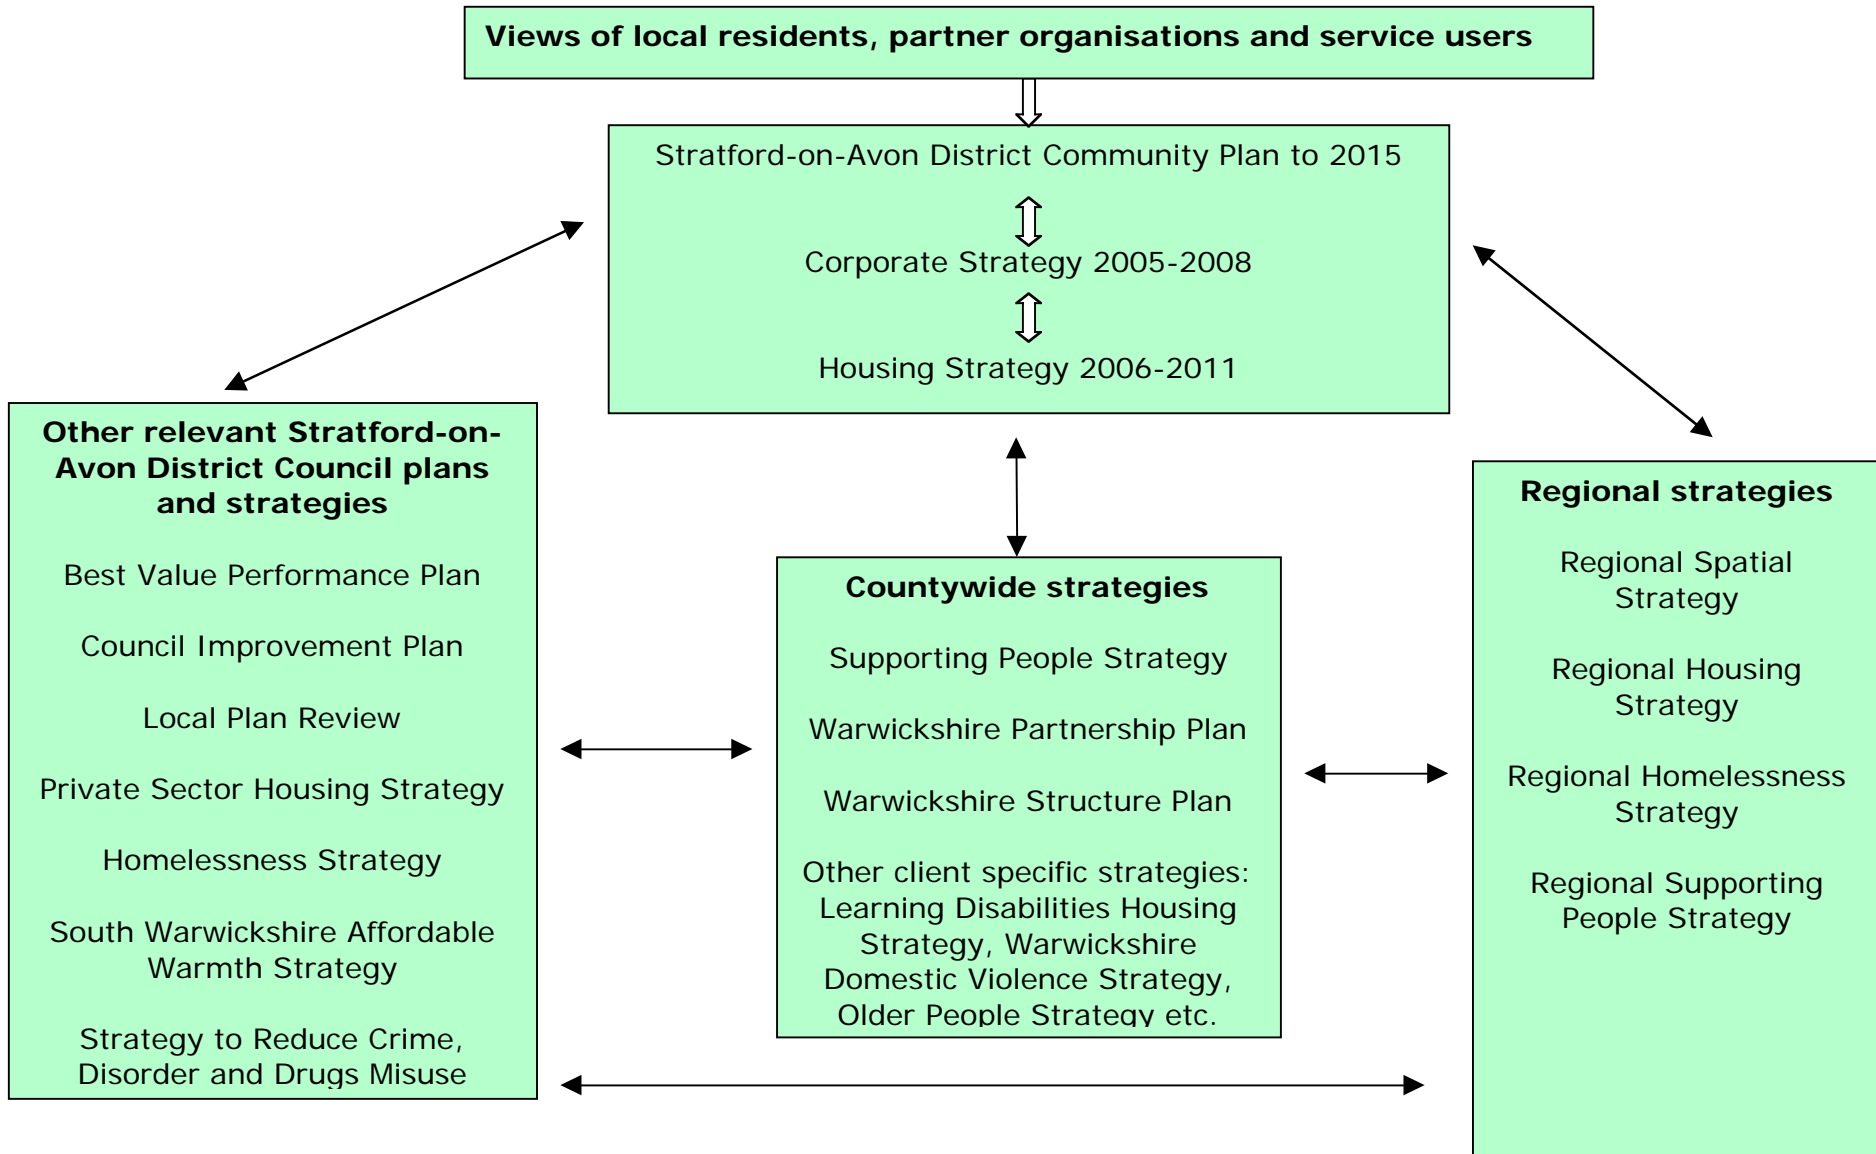 Views of local residents, partner organisations and service users
Stratford-on-Avon District Community Plan to 2015
Corporate Strategy 2005-2008
Housing Strategy 2006-2011
Other relevant Stratford-on-
Avon District Council plans
and strategies
Best Value Performance Plan
Council Improvement Plan
Local Plan Review
Private Sector Housing Strategy
Homelessness Strategy
South Warwickshire Affordable
Warmth Strategy
Strategy to Reduce Crime,
Disorder and Drugs Misuse
Countywide strategies
Supporting People Strategy
Warwickshire Partnership Plan
Warwickshire Structure Plan
Other client specific strategies:
Learning Disabilities Housing
Strategy, Warwickshire
Domestic Violence Strategy,
Older People Strategy etc.
Regional strategies
Regional Spatial
Strategy
Regional Housing
Strategy
Regional Homelessness
Strategy
Regional Supporting
People Strategy